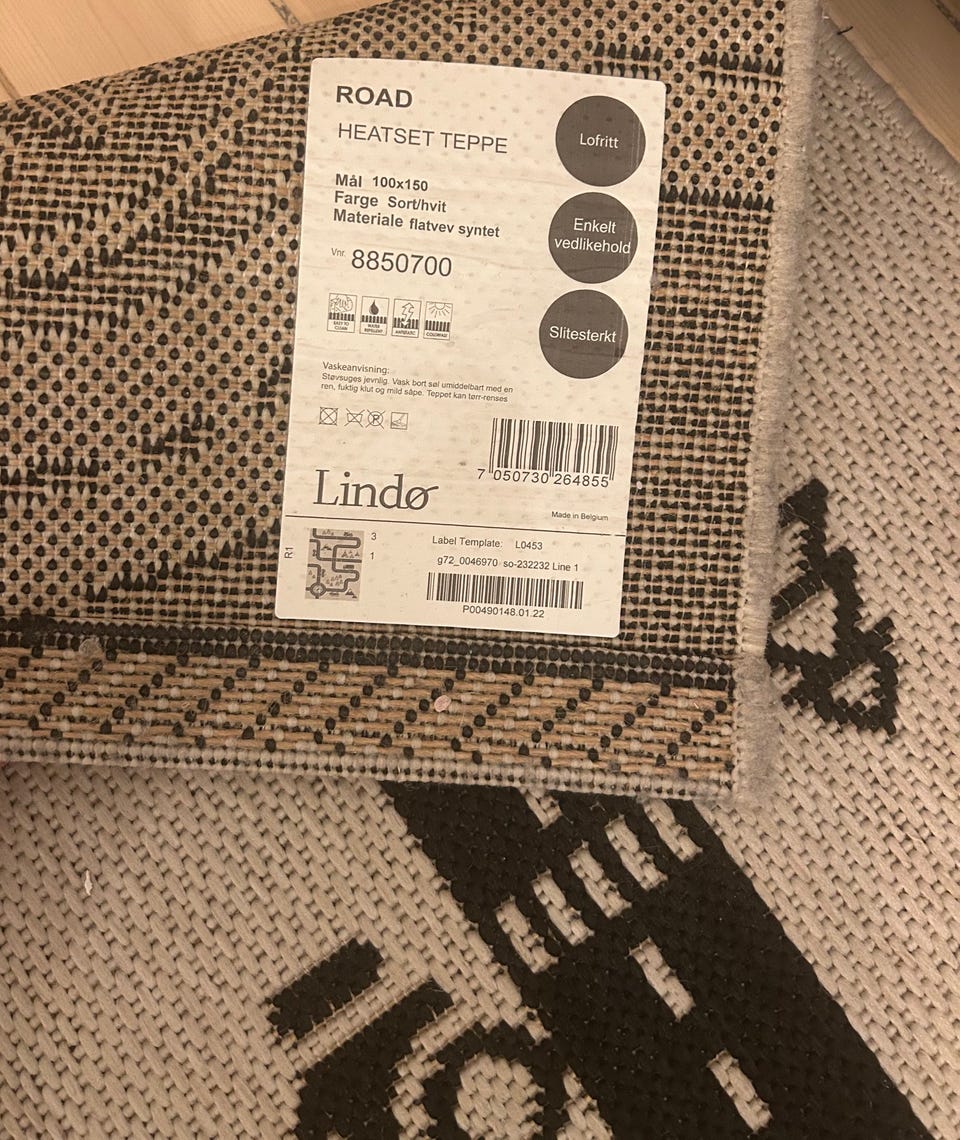 ROAD
HEATSET TEPPE
Lofritt
Mål 100x150
Farge Sort/hvit
Materiale flatvev syntet
Enkelt
vedlikehold
Vnr. 8850700
Slitesterkt
EASY TO
CLEAN
WATER
REPELLENT
ANTISTATIC
COLORFAST
Vaskeanvisning:
Støvsuges jevnlig. Vask bort søl umiddelbart med en
ren, fuktig klut og mild såpe. Teppet kan tørr-renses
P
7 050730 264855
Lindø
Made in Belgium
R1
3
1
Label Template: L0453
g72_0046970 so-232232 Line 1
P00490148.01.22